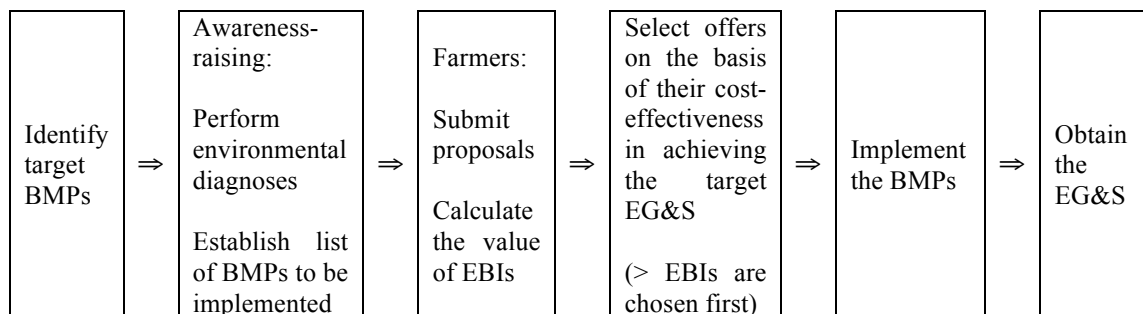 Identify
target
BMPs
⇒
Awareness-
raising:
Perform
environmental
diagnoses
Establish list
of BMPs to be
implemented
⇒
Farmers:
Submit
proposals
Calculate
the value
of EBIs
⇒
Select offers
on the basis
of their cost-
effectiveness
in achieving
the target
EG&S
(> EBIs are
chosen first)
⇒
Implement
the BMPs
⇒
Obtain
the
EG&S